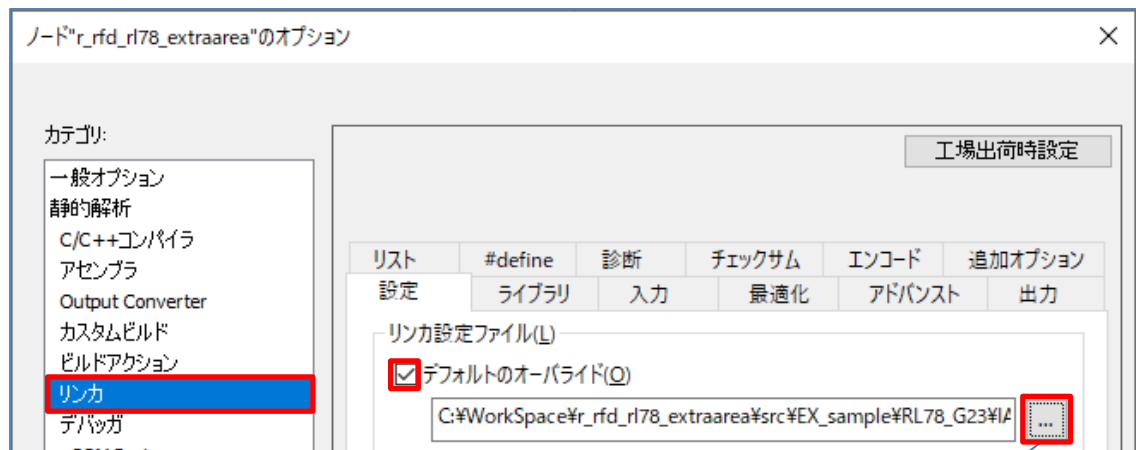 ノード"r_rfd_rl78_extraarea"のオプション
カテゴリ:
工場出荷時設定
一般オプション
静的解析
C/C++コンパイラ
アセンブラ
Output Converter
カスタムビルド
ビルドアクション
リンカ
デバッガ
リスト #define 診断 チェックサム エンコード 追加オプション
設定 ライブラリ 入力 最適化 アドバンスト 出力
リンカ設定ファイル(L)
デフォルトのオーバライド(O)
C:¥WorkSpace¥r_rfd_rl78_extraarea¥src¥EX_sample¥RL78_G23¥IA
...